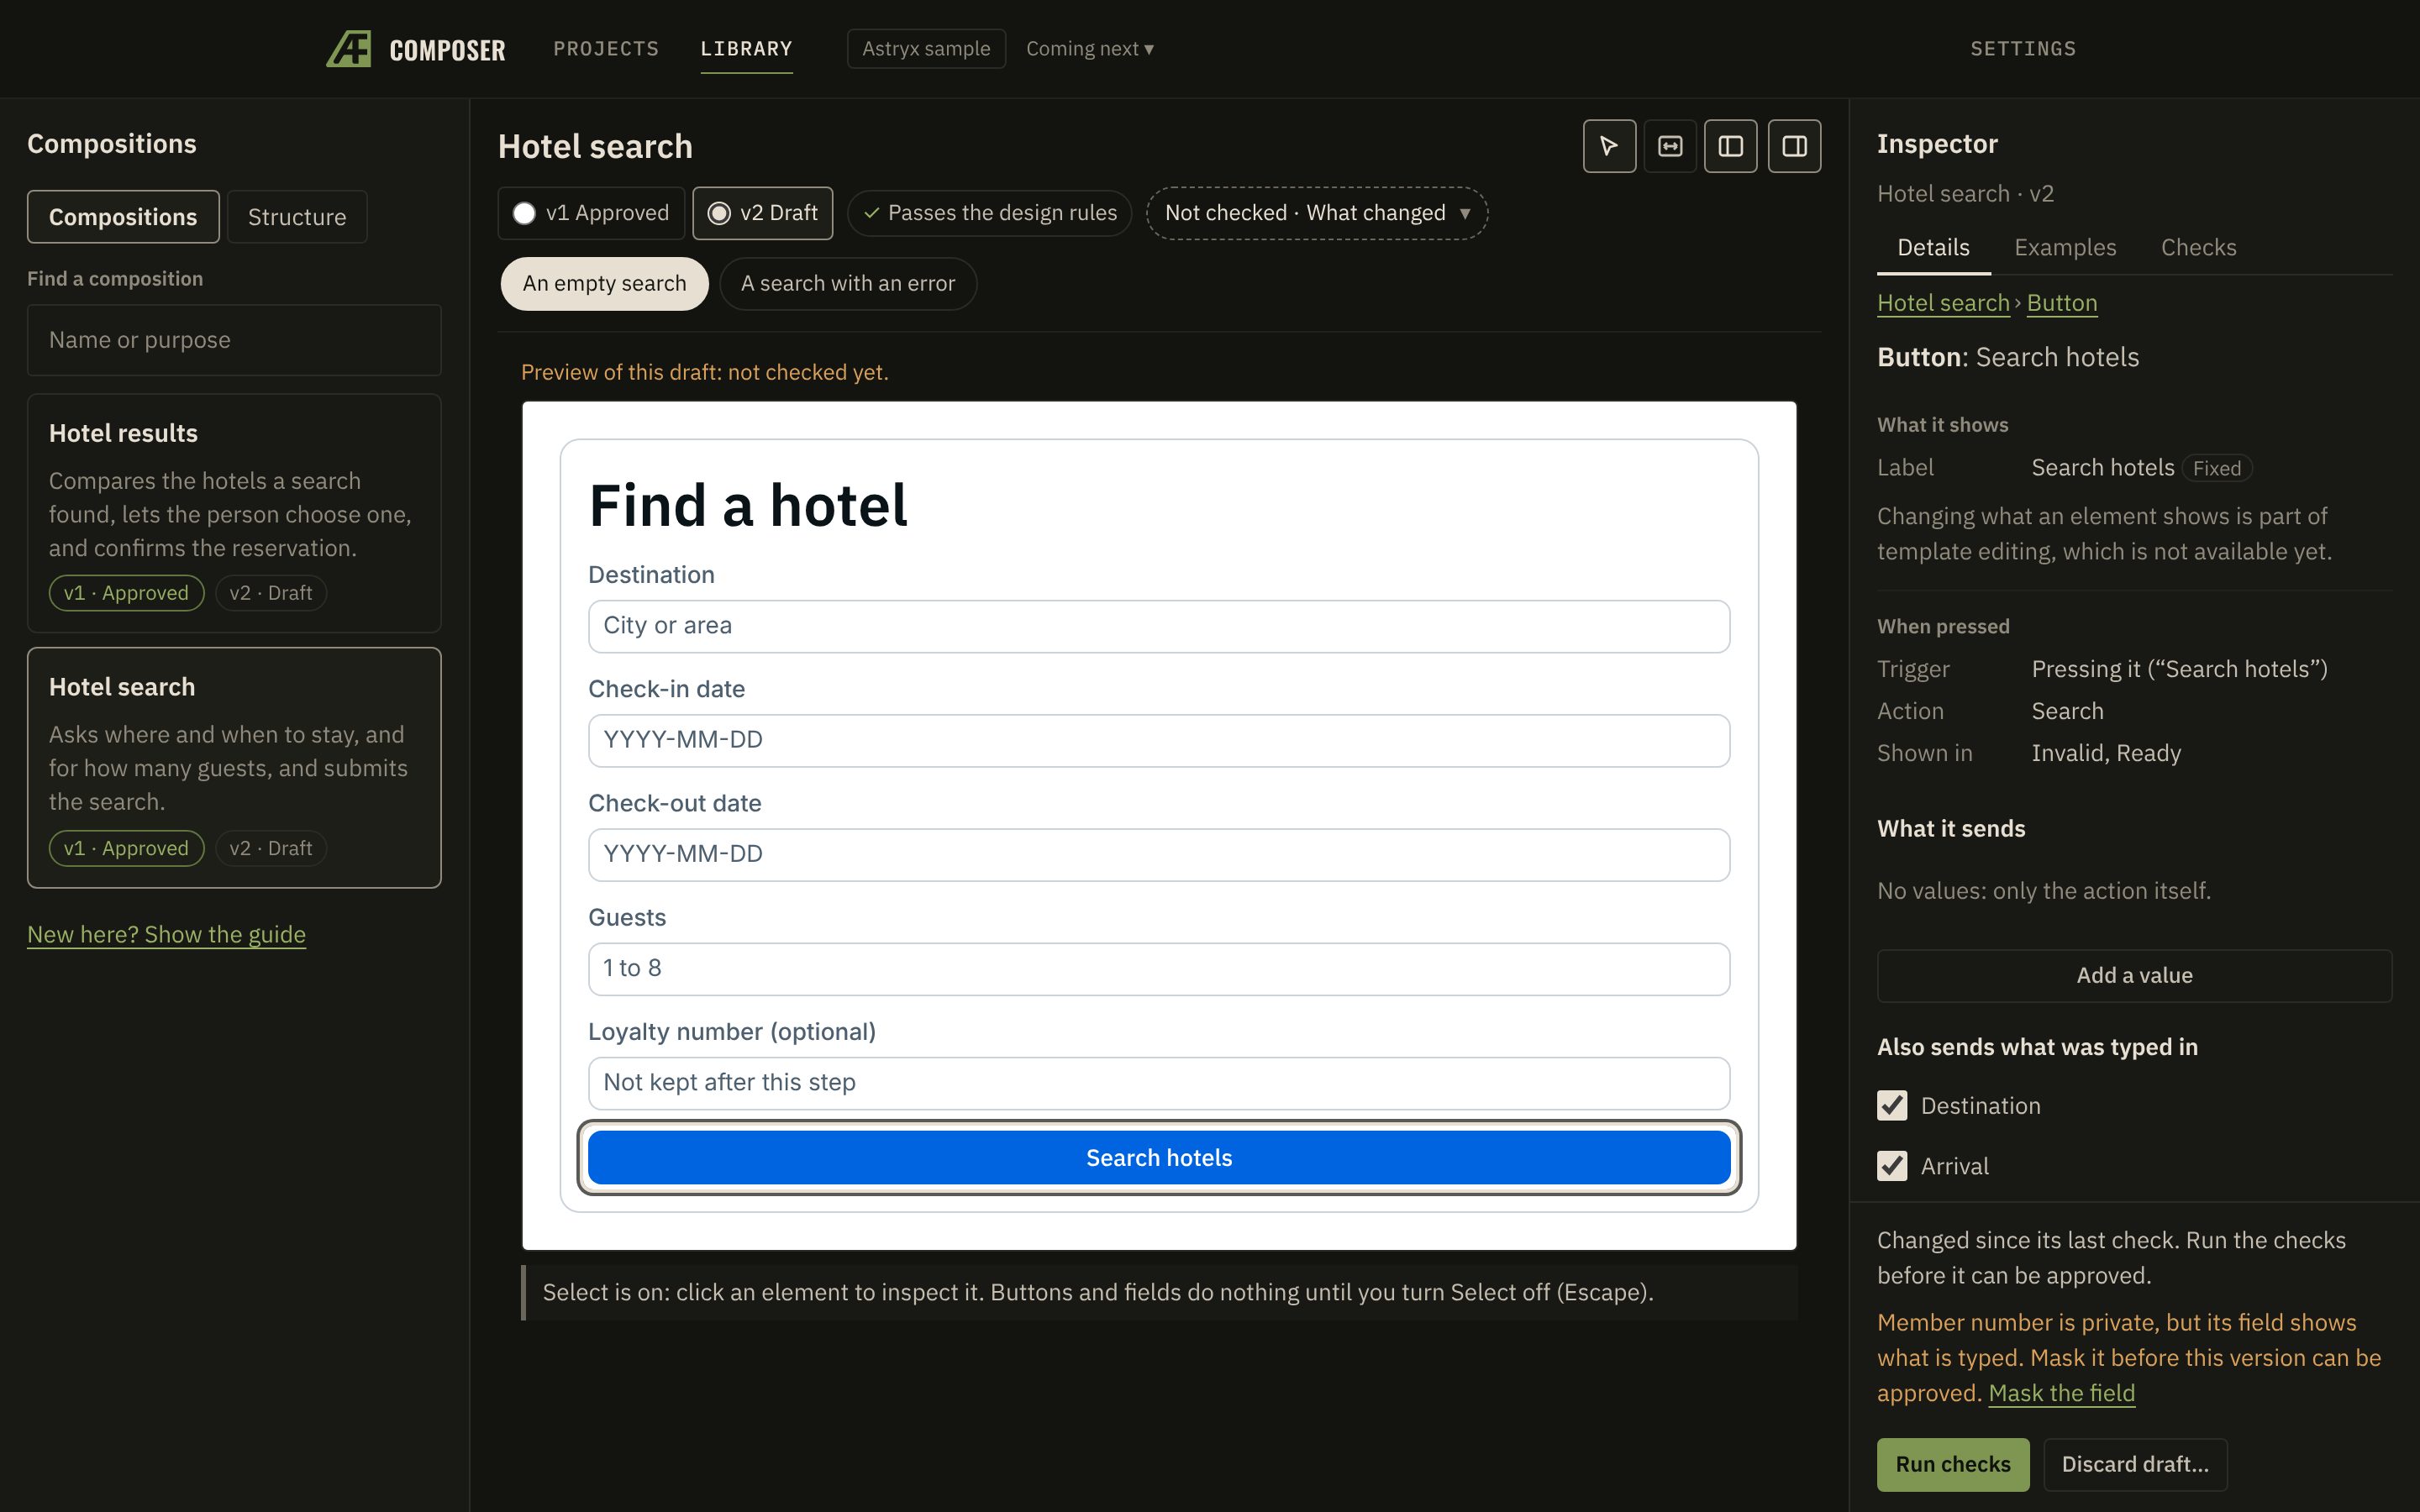 COMPOSER
PROJECTS
LIBRARY
Astryx sample
Coming next ▾
SETTINGS
Compositions
Compositions
Structure
Find a composition
Name or purpose
Hotel results
Compares the hotels a search
found, lets the person choose one,
and confirms the reservation.
v1 · Approved
v2 · Draft
Hotel search
Asks where and when to stay, and
for how many guests, and submits
the search.
v1 · Approved
v2 · Draft
New here? Show the guide
Hotel search
v1 Approved
v2 Draft
✓ Passes the design rules
Not checked · What changed ▾
An empty search
A search with an error
Preview of this draft: not checked yet.
Find a hotel
Destination
City or area
Check-in date
YYYY-MM-DD
Check-out date
YYYY-MM-DD
Guests
1 to 8
Loyalty number (optional)
Not kept after this step
Search hotels
Select is on: click an element to inspect it. Buttons and fields do nothing until you turn Select off (Escape).
Inspector
Hotel search · v2
Details
Examples
Checks
Hotel search › Button
Button: Search hotels
What it shows
Label Search hotels Fixed
Changing what an element shows is part of
template editing, which is not available yet.
When pressed
Trigger Pressing it (“Search hotels”)
Action Search
Shown in Invalid, Ready
What it sends
No values: only the action itself.
Add a value
Also sends what was typed in
Destination
Arrival
Changed since its last check. Run the checks
before it can be approved.
Member number is private, but its field shows
what is typed. Mask it before this version can be
approved. Mask the field
Run checks
Discard draft...